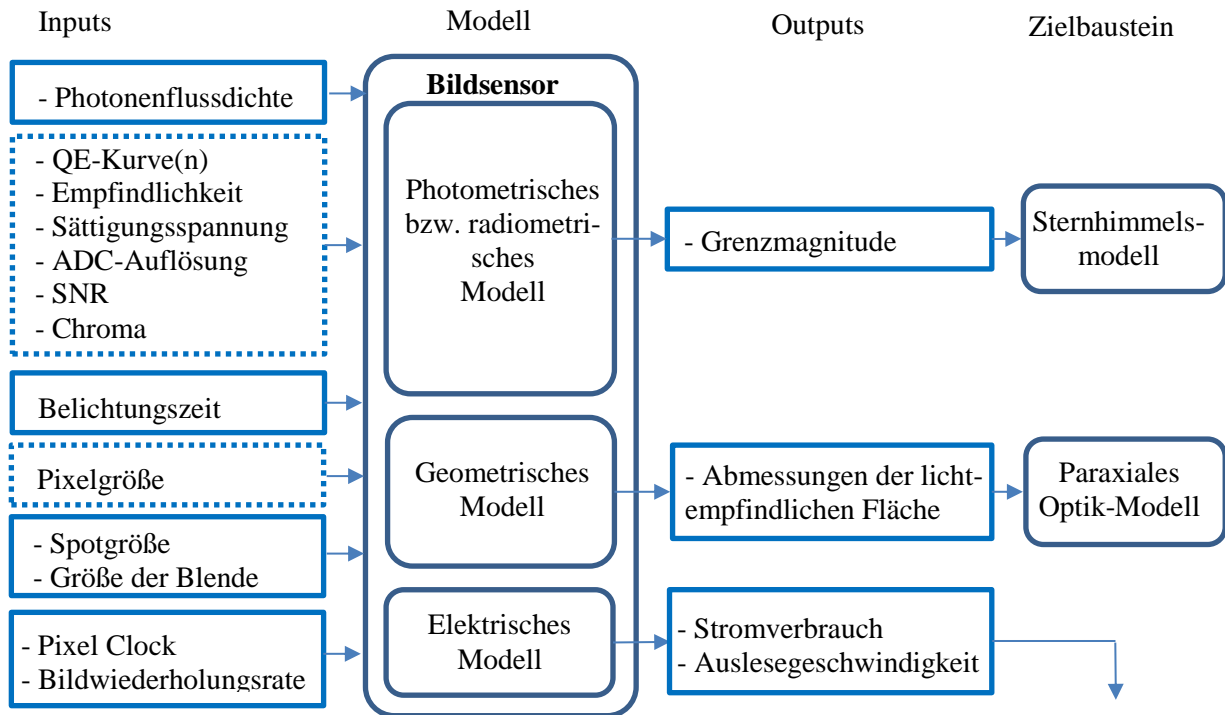 Inputs
Modell
Outputs
Zielbaustein
- Photonenflussdichte
- QE-Kurve(n)
- Empfindlichkeit
- Sättigungsspannung
- ADC-Auflösung
- SNR
- Chroma
Belichtungszeit
Pixelgröße
- Spotgröße
- Größe der Blende
- Pixel Clock
- Bildwiederholungsrate
Bildsensor
Photometrisches
bzw. radiometri-
sches
Modell
Geometrisches
Modell
Elektrisches
Modell
- Grenzmagnitude
- Abmessungen der licht-
empfindlichen Fläche
- Stromverbrauch
- Auslesegeschwindigkeit
Sternhimmels-
modell
Paraxiales
Optik-Modell